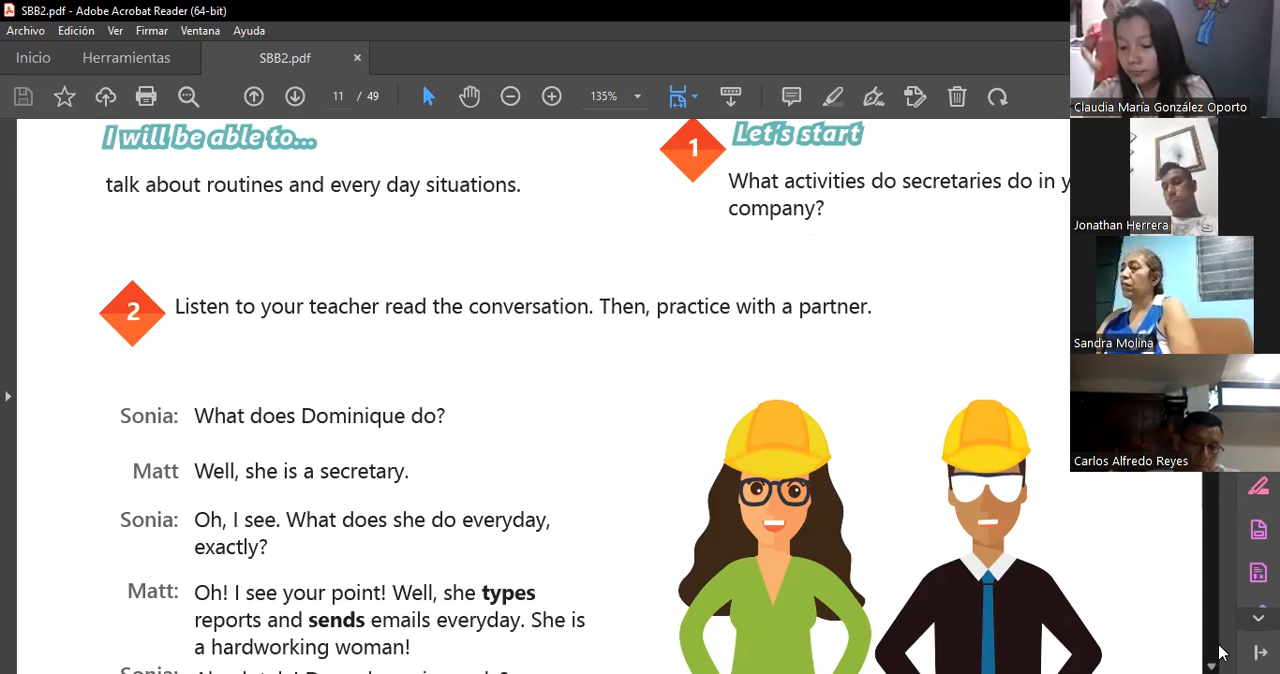 SBB2.pdf - Adobe Acrobat Reader (64-bit)
Archivo Edición Ver Firmar Ventana Ayuda
Inicio Herramientas SBB2.pdf ×
11 / 49 135%
I will be able to...
talk about routines and every day situations.
1 Let's start
What activities do secretaries do in
company?
2 Listen to your teacher read the conversation. Then, practice with a partner.
Sonia: What does Dominique do?
Matt Well, she is a secretary.
Sonia: Oh, I see. What does she do everyday,
exactly?
Matt: Oh! I see your point! Well, she types
reports and sends emails everyday. She is
a hardworking woman!
Sonia:
Claudia María González Oporto
Jonathan Herrera
Sandra Molina
Carlos Alfredo Reyes